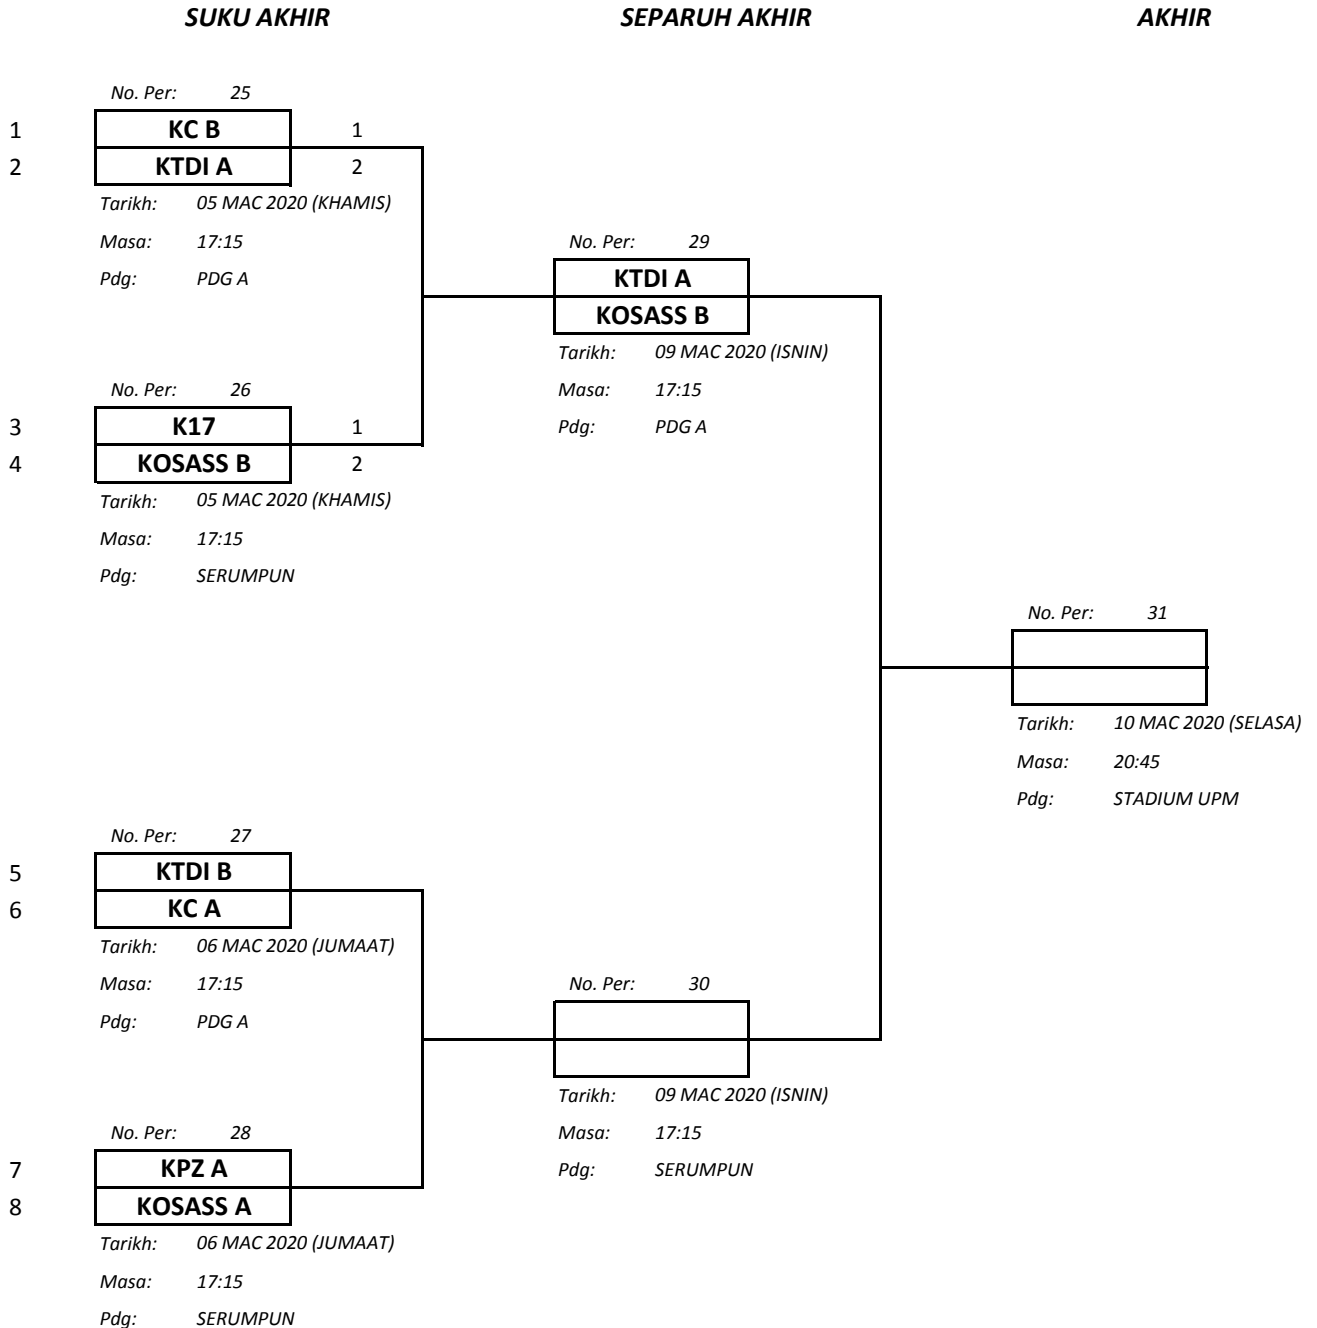 SUKU AKHIR SEPARUH AKHIR AKHIR
No. Per: 25
1 KC B 1
2 KTDI A 2
Tarikh: 05 MAC 2020 (KHAMIS)
Masa: 17:15
Pdg: PDG A
No. Per: 26
3 K17 1
4 KOSASS B 2
Tarikh: 05 MAC 2020 (KHAMIS)
Masa: 17:15
Pdg: SERUMPUN
No. Per: 27
5 KTDI B
6 KC A
Tarikh: 06 MAC 2020 (JUMAAT)
Masa: 17:15
Pdg: PDG A
No. Per: 28
7 KPZ A
8 KOSASS A
Tarikh: 06 MAC 2020 (JUMAAT)
Masa: 17:15
Pdg: SERUMPUN
No. Per: 29
KTDI A
KOSASS B
Tarikh: 09 MAC 2020 (ISNIN)
Masa: 17:15
Pdg: PDG A
No. Per: 30
Tarikh: 09 MAC 2020 (ISNIN)
Masa: 17:15
Pdg: SERUMPUN
No. Per: 31
Tarikh: 10 MAC 2020 (SELASA)
Masa: 20:45
Pdg: STADIUM UPM